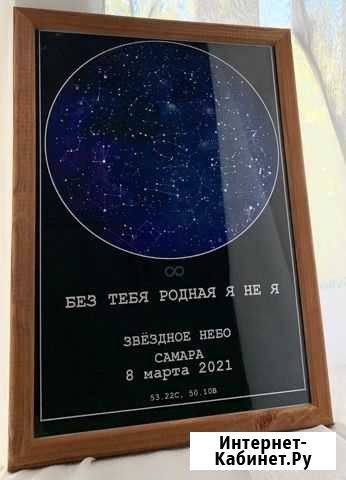 ∞
БЕЗ ТЕБЯ РОДНАЯ Я НЕ Я
ЗВЁЗДНОЕ НЕБО
САМАРА
8 марта 2021
53.22С, 50.10В
Интернет-
Кабинет.Ру